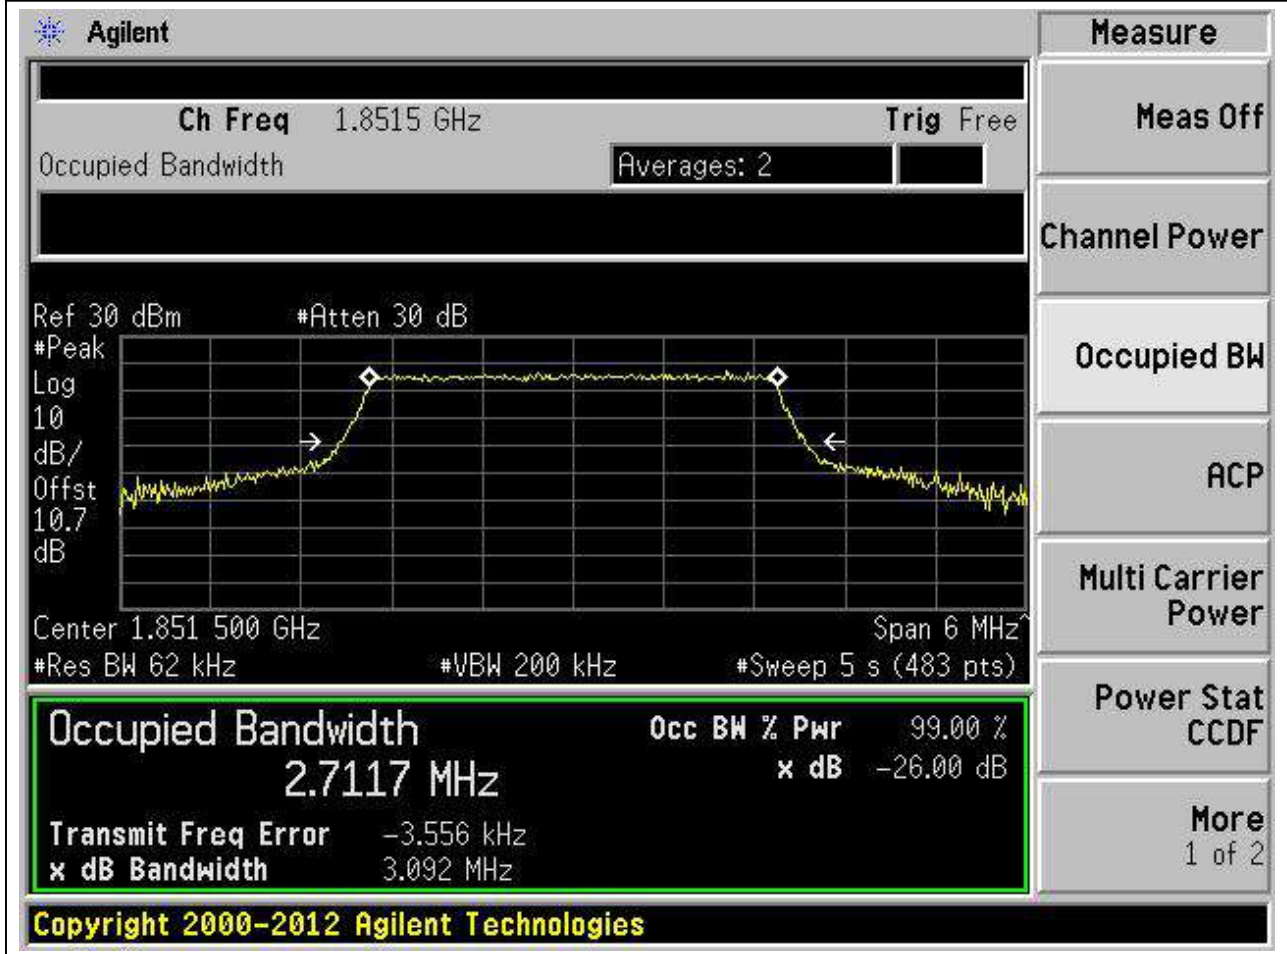 Agilent
Measure
Ch Freq 1.8515 GHz Trig Free
Occupied Bandwidth Averages: 2
Meas Off
Channel Power
Occupied BW
ACP
Multi Carrier
Power
Power Stat
CCDF
More
1 of 2
Ref 30 dBm #Atten 30 dB
#Peak
Log
10
dB/
Offst
10.7
dB
Center 1.851 500 GHz Span 6 MHz^
#Res BW 62 kHz #VBW 200 kHz #Sweep 5 s (483 pts)
Occupied Bandwidth Occ BW % Pwr 99.00 %
2.7117 MHz x dB -26.00 dB
Transmit Freq Error -3.556 kHz
x dB Bandwidth 3.092 MHz
Copyright 2000-2012 Agilent Technologies